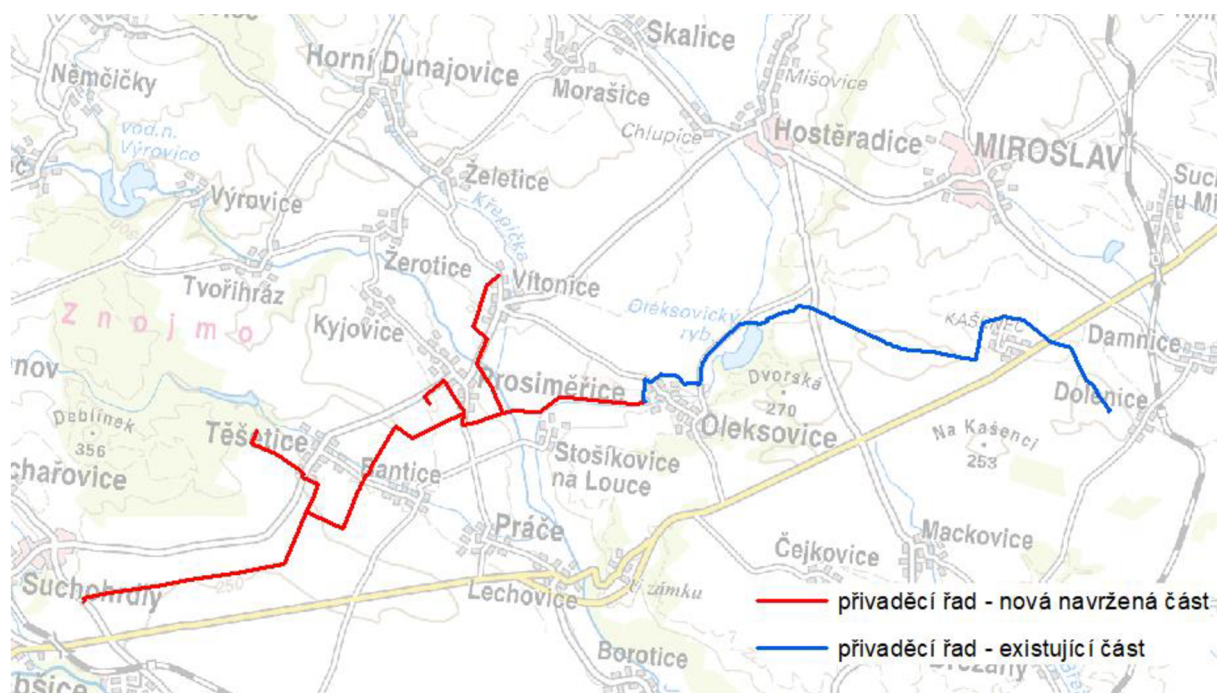 Skalice
Horní Dunajovice
Němčičky
Mišovice
Morašice
vod.n.
Výrovice
Chlupice
Hostěradice
MIROSLAV
Želetice
Výrovice
Křepička
Žerotice
Vítonice
Tvořihráz
Znojmo
Oleksovický
ryb.
Kyjovice
KAŠENEC
Damnice
Prosiměřice
Dvorská
270
Dolenice
Deblínek
356
Těšetice
Oleksovice
Na Kašenci
253
Stošíkovice
na Louce
Bantice
Práče
Mackovice
Čejkovice
Suchohrdly
250
Lechovice
U zámku
přivaděcí řad - nová navržená část
přivaděcí řad - existující část
Borotice